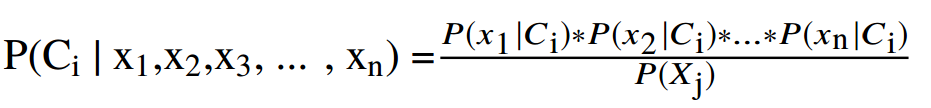 P(Cᵢ | x₁,x₂,x₃, ... , xₙ) = P(x₁|Cᵢ)*P(x₂|Cᵢ)*...*P(xₙ|Cᵢ)
P(Xⱼ)